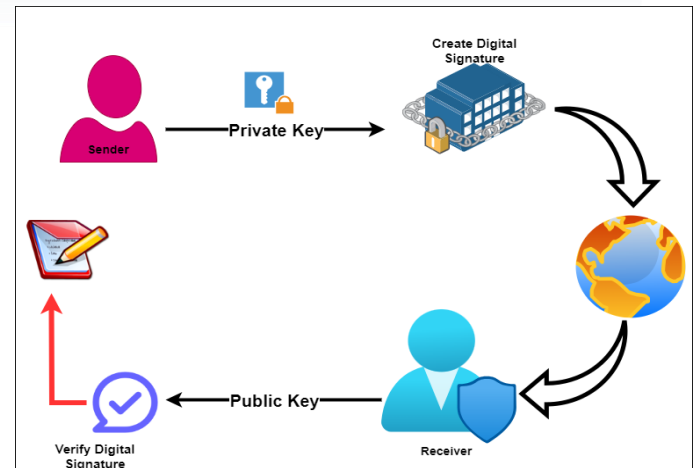 Create Digital
Signature
Private Key
Sender
Public Key
Verify Digital
Signature
Receiver